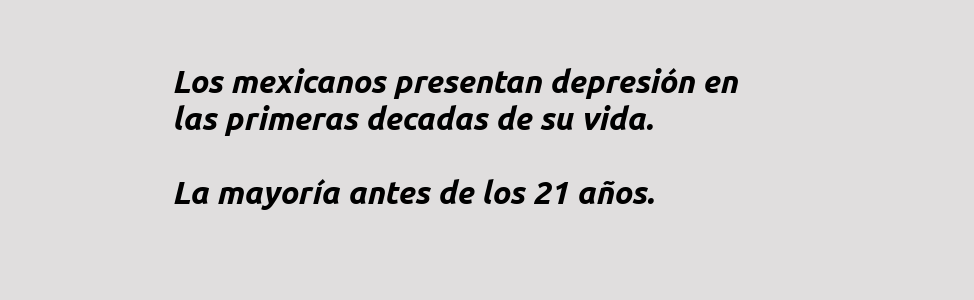 Los mexicanos presentan depresión en
las primeras decadas de su vida.
La mayoría antes de los 21 años.